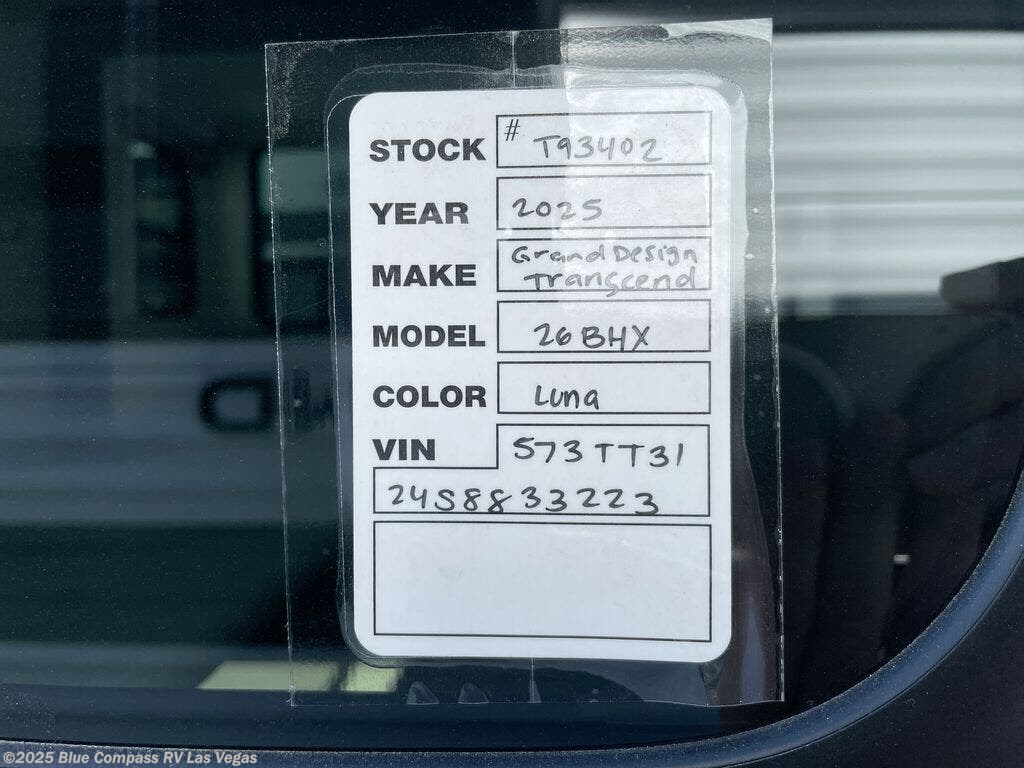 STOCK # T93402
YEAR 2025
MAKE Grand Design
Transcend
MODEL 26BHX
COLOR Luna
VIN 573TT31
24S8833223
©2025 Blue Compass RV Las Vegas